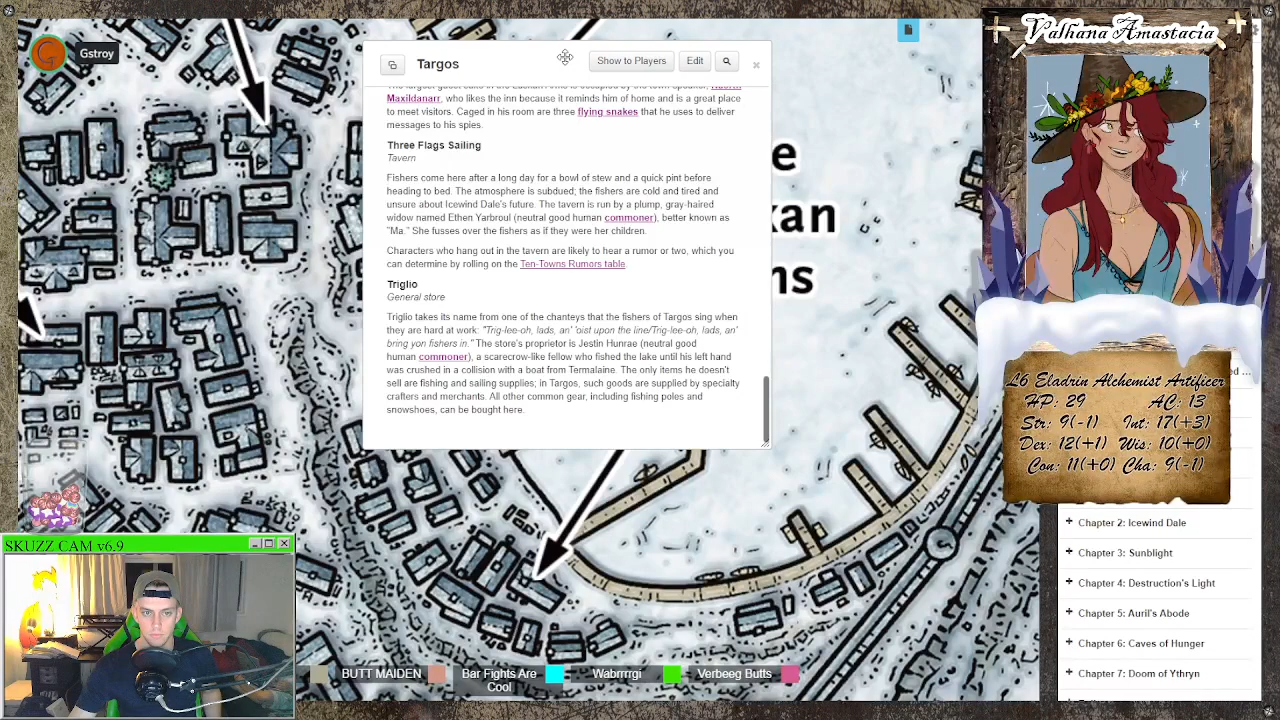 Gstroy
Targos
Show to Players
Edit
Maxildanarr, who likes the inn because it reminds him of home and is a great place
to meet visitors. Caged in his room are three flying snakes that he uses to deliver
messages to his spies.
Three Flags Sailing
Tavern
Fishers come here after a long day for a bowl of stew and a quick pint before
heading to bed. The atmosphere is subdued; the fishers are cold and tired and
unsure about Icewind Dale's future. The tavern is run by a plump, gray-haired
widow named Ethen Yarbroul (neutral good human commoner), better known as
"Ma." She fusses over the fishers as if they were her children.
Characters who hang out in the tavern are likely to hear a rumor or two, which you
can determine by rolling on the Ten-Towns Rumors table.
Triglio
General store
Triglio takes its name from one of the chanteys that the fishers of Targos sing when
they are hard at work: "Trig-lee-oh, lads, an' 'oist upon the line/Trig-lee-oh, lads, an'
bring yon fishers in." The store's proprietor is Jestin Hunrae (neutral good
human commoner), a scarecrow-like fellow who fished the lake until his left hand
was crushed in a collision with a boat from Termalaine. The only items he doesn't
sell are fishing and sailing supplies; in Targos, such goods are supplied by specialty
crafters and merchants. All other common gear, including fishing poles and
snowshoes, can be bought here.
e
kan
ns
Valhana Amastacia
L6 Eladrin Alchemist Artificer
HP: 29 AC: 13
Str: 9(-1) Int: 17(+3)
Dex: 12(+1) Wis: 10(+0)
Con: 11(+0) Cha: 9(-1)
Chapter 2: Icewind Dale
Chapter 3: Sunblight
Chapter 4: Destruction's Light
Chapter 5: Auril's Abode
Chapter 6: Caves of Hunger
Chapter 7: Doom of Ythryn
SKUZZ CAM v6.9
BUTT MAIDEN
Bar Fights Are
Cool
Wabrrrrgi
Verbeeg Butts